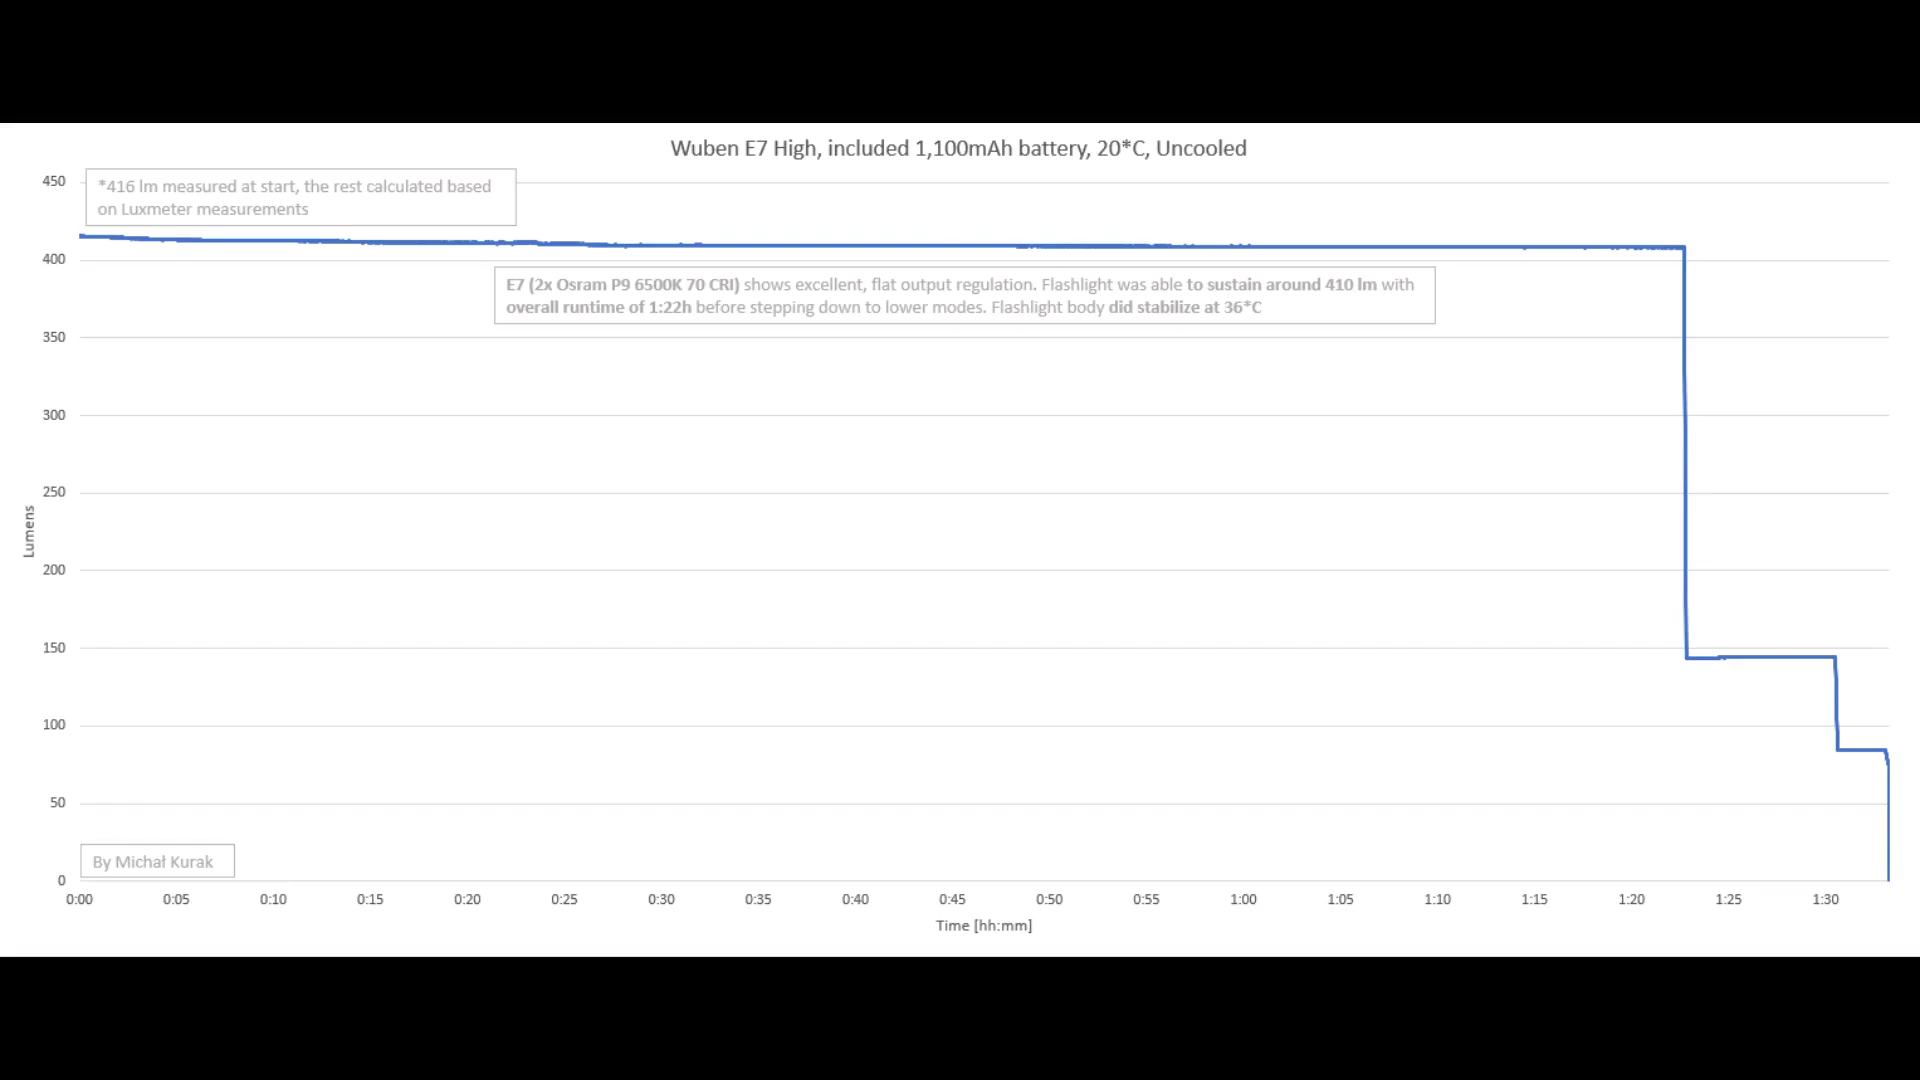 Wuben E7 High, included 1,100mAh battery, 20*C, Uncooled
450
*416 lm measured at start, the rest calculated based
on Luxmeter measurements
400
E7 (2x Osram P9 6500K 70 CRI) shows excellent, flat output regulation. Flashlight was able to sustain around 410 lm with
overall runtime of 1:22h before stepping down to lower modes. Flashlight body did stabilize at 36*C
350
300
250
Lumens
200
150
100
50
By Michał Kurak
0
0:00 0:05 0:10 0:15 0:20 0:25 0:30 0:35 0:40 0:45 0:50 0:55 1:00 1:05 1:10 1:15 1:20 1:25 1:30
Time [hh:mm]